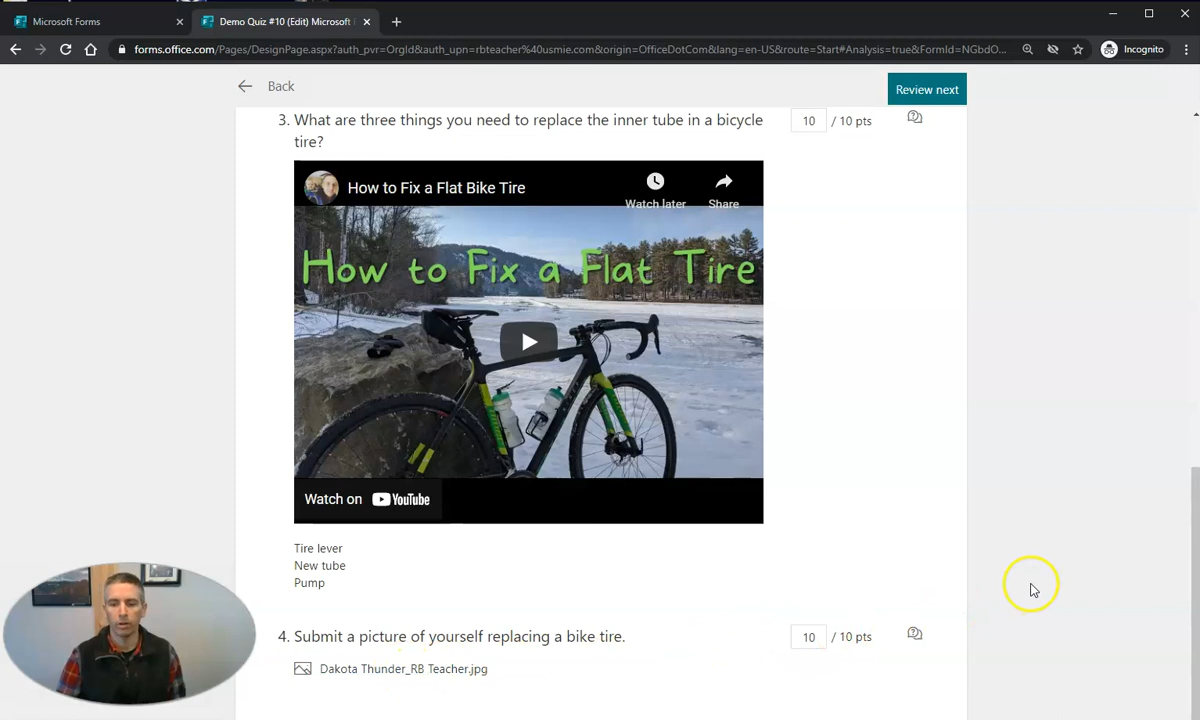 Microsoft Forms
Demo Quiz #10 (Edit) Microsoft
forms.office.com/Pages/DesignPage.aspx?auth_pvr=OrgId&auth_upn=rbteacher%40usmie.com&origin=OfficeDotCom&lang=en-US&route=Start#Analysis=true&FormId=NGbdO...
Incognito
Back
Review next
3. What are three things you need to replace the inner tube in a bicycle
tire?
10 / 10 pts
How to Fix a Flat Bike Tire
Watch later
Share
How to Fix a Flat Tire
Watch on YouTube
Tire lever
New tube
Pump
4. Submit a picture of yourself replacing a bike tire.
10 / 10 pts
Dakota Thunder_RB Teacher.jpg